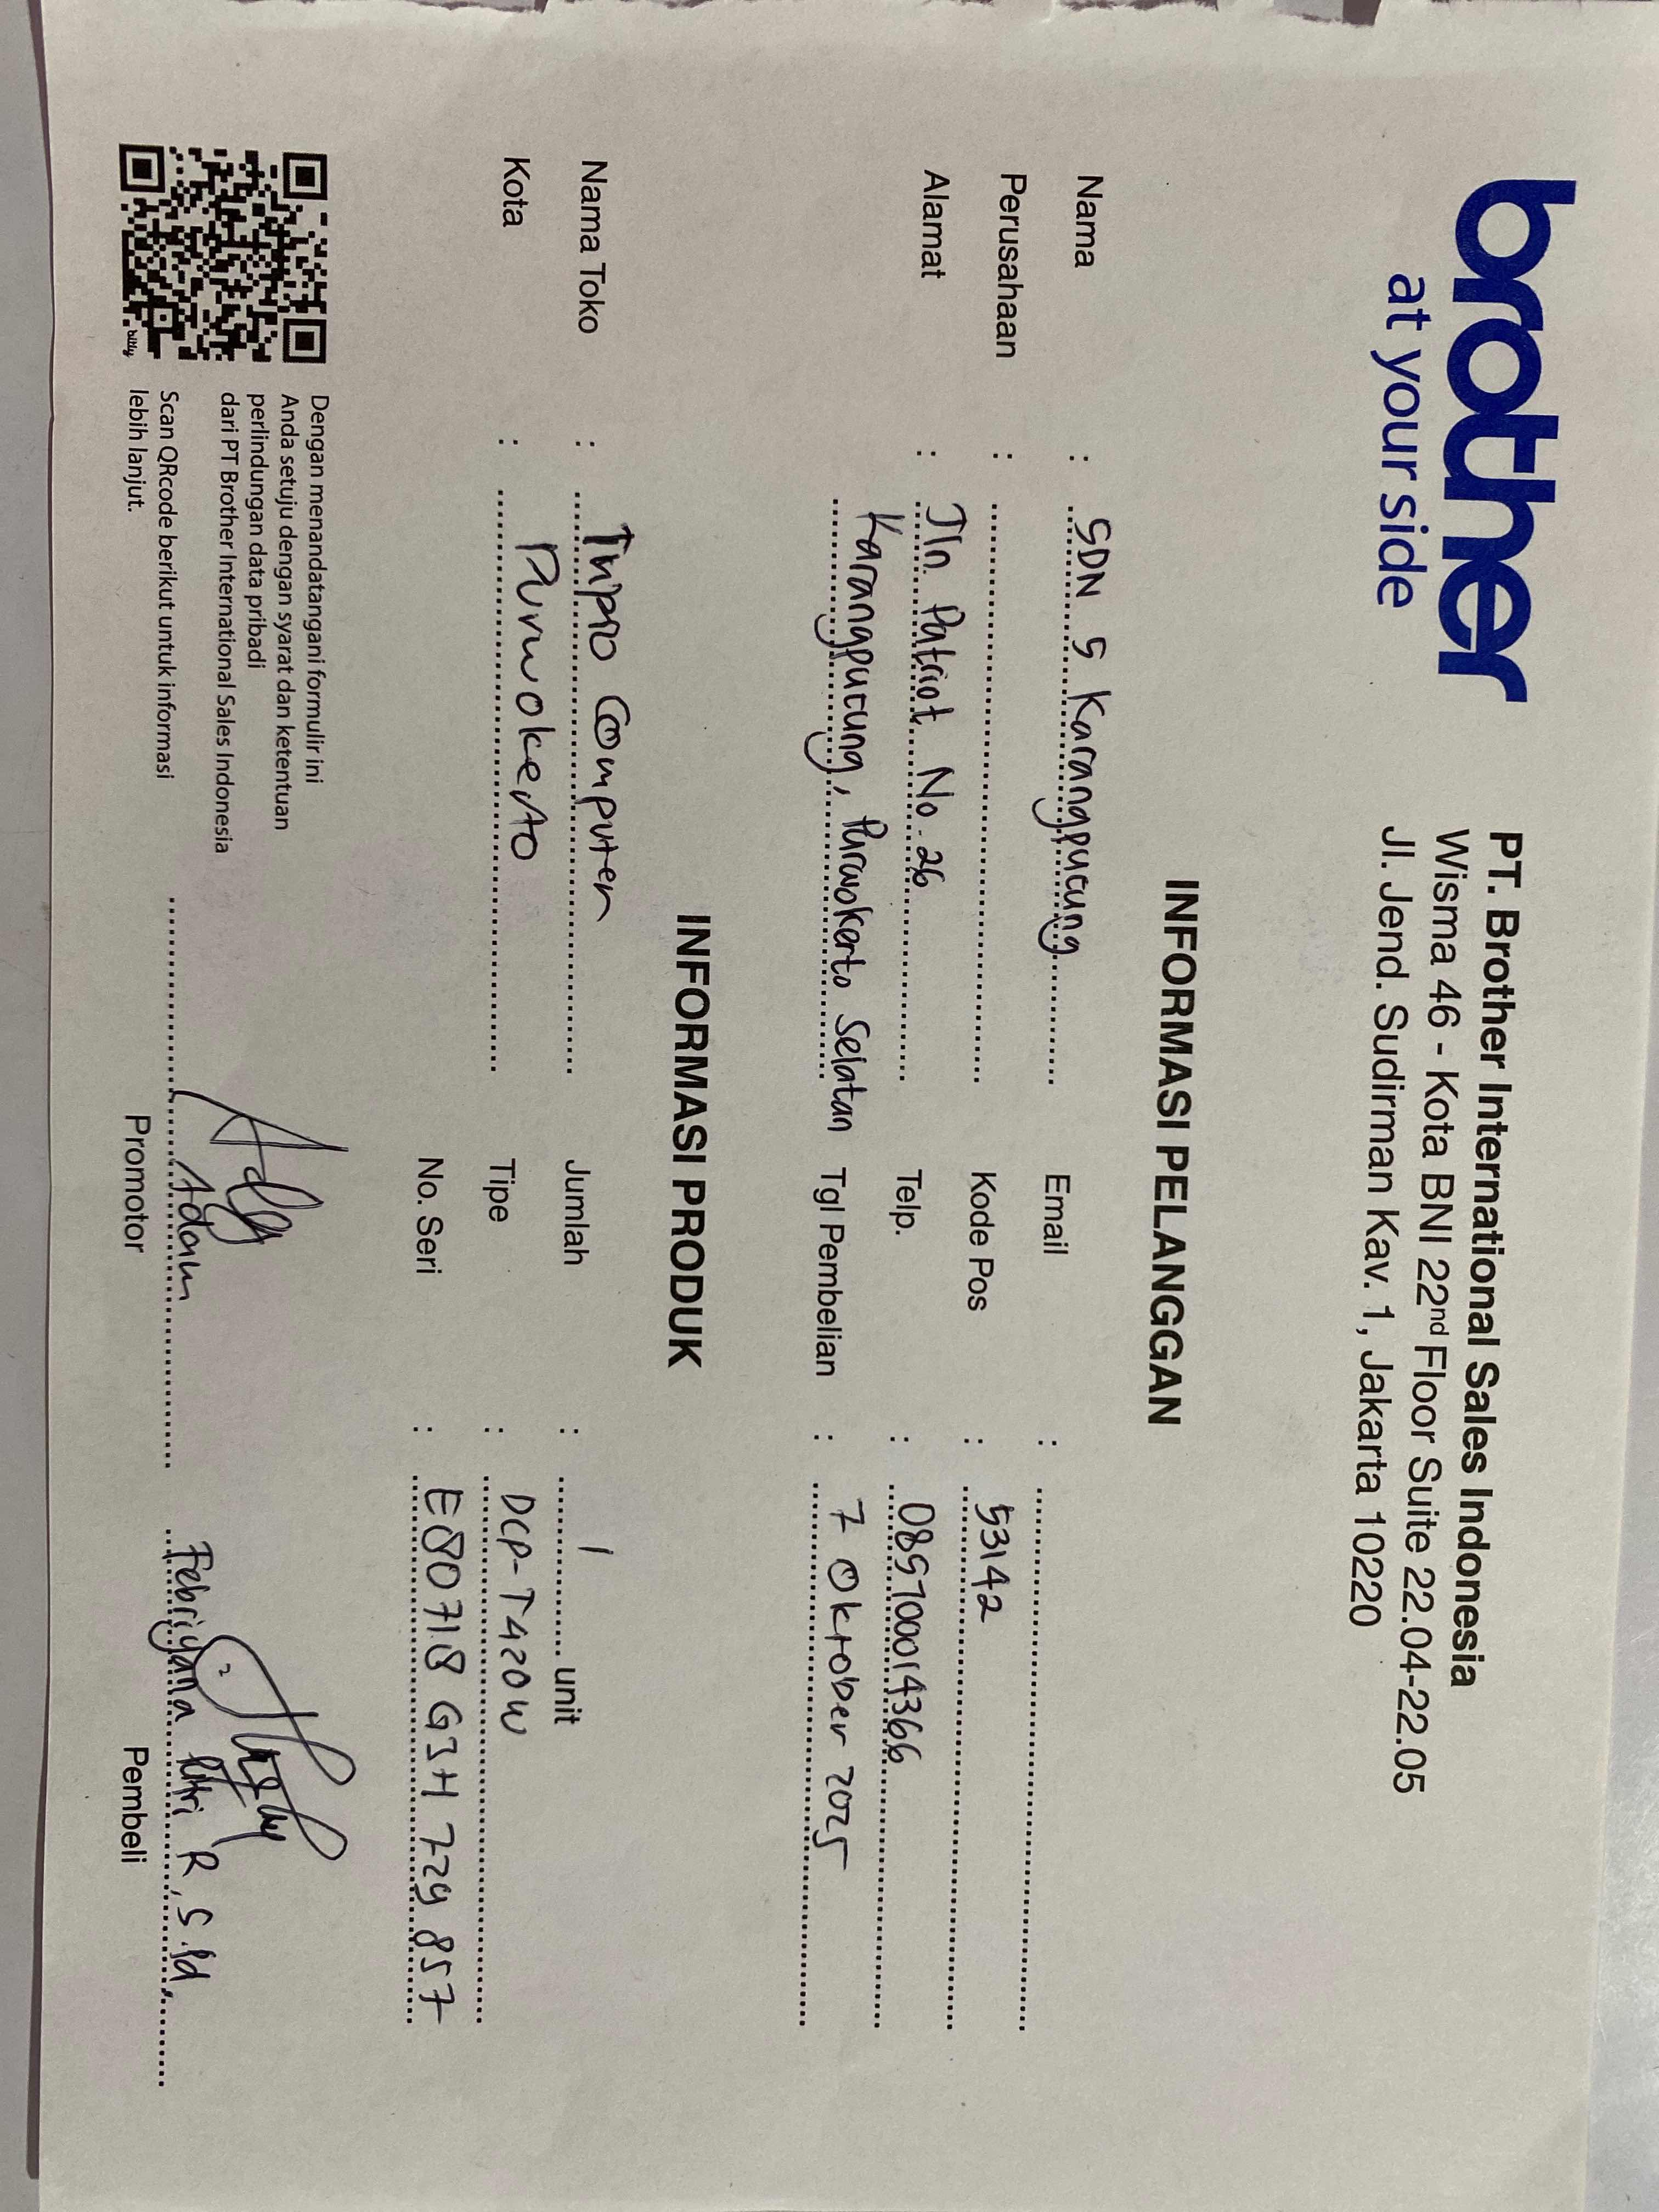 brother
at your side
PT. Brother International Sales Indonesia
Wisma 46 - Kota BNI 22nd Floor Suite 22.04-22.05
Jl. Jend. Sudirman Kav. 1, Jakarta 10220
INFORMASI PELANGGAN
Nama : SDN 5 Karangpucung
Email :
Perusahaan :
Kode Pos : 53142
Alamat : Jln. Patriot No. 26
Telp. : 085700014366
Karangpucung, Purwokerto Selatan
Tgl Pembelian : 7 Oktober 2025
INFORMASI PRODUK
Nama Toko : Inpro Computer
Jumlah : 1 unit
Kota : Purwokerto
Tipe : DCP-T420W
No. Seri : E80718G3H729857
Dengan menandatangani formulir ini
Anda setuju dengan syarat dan ketentuan
perlindungan data pribadi
dari PT Brother International Sales Indonesia
Scan QRcode berikut untuk informasi
lebih lanjut.
bitly
Adam
Promotor
Febriyana Putri R, S.Pd.
Pembeli